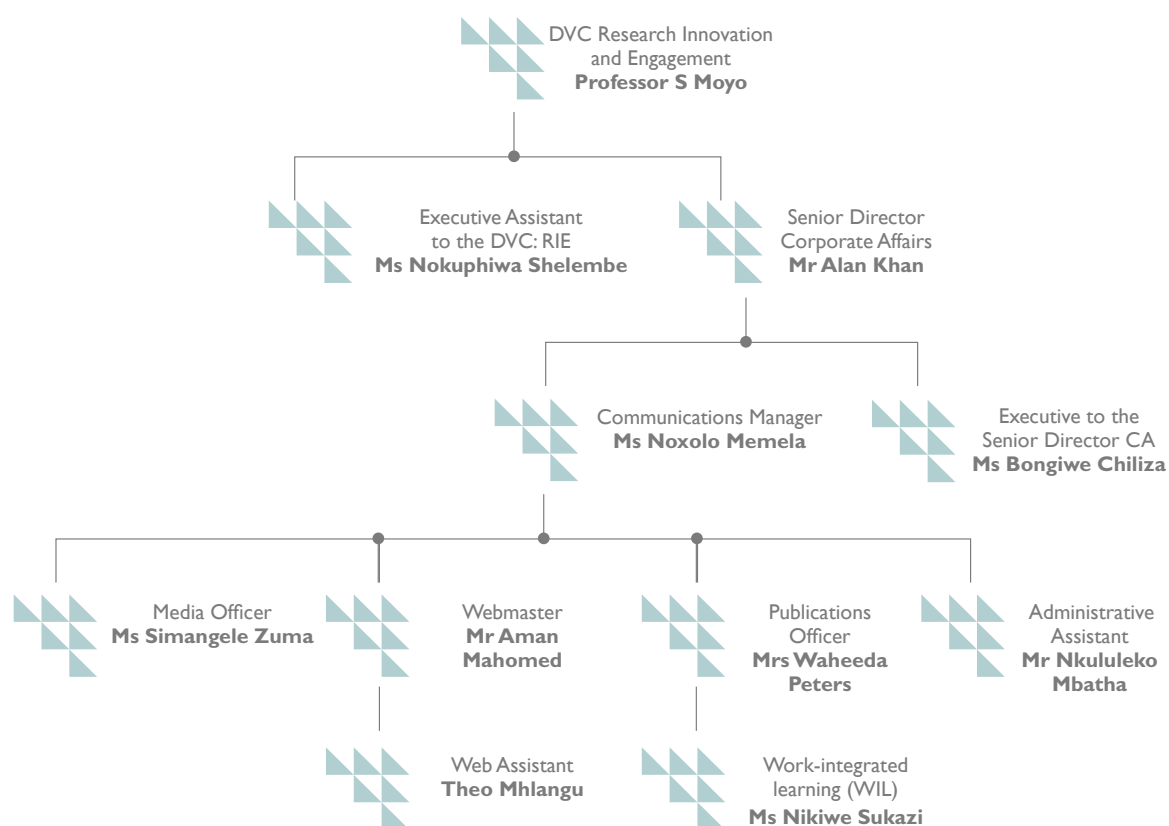 DVC Research Innovation
and Engagement
Professor S Moyo
Executive Assistant
to the DVC: RIE
Ms Nokuphiwa Shelembe
Senior Director
Corporate Affairs
Mr Alan Khan
Communications Manager
Ms Noxolo Memela
Executive to the
Senior Director CA
Ms Bongiwe Chiliza
Media Officer
Ms Simangele Zuma
Webmaster
Mr Aman
Mahomed
Publications
Officer
Mrs Waheeda
Peters
Administrative
Assistant
Mr Nkululeko
Mbatha
Web Assistant
Theo Mhlangu
Work-integrated
learning (WIL)
Ms Nikiwe Sukazi